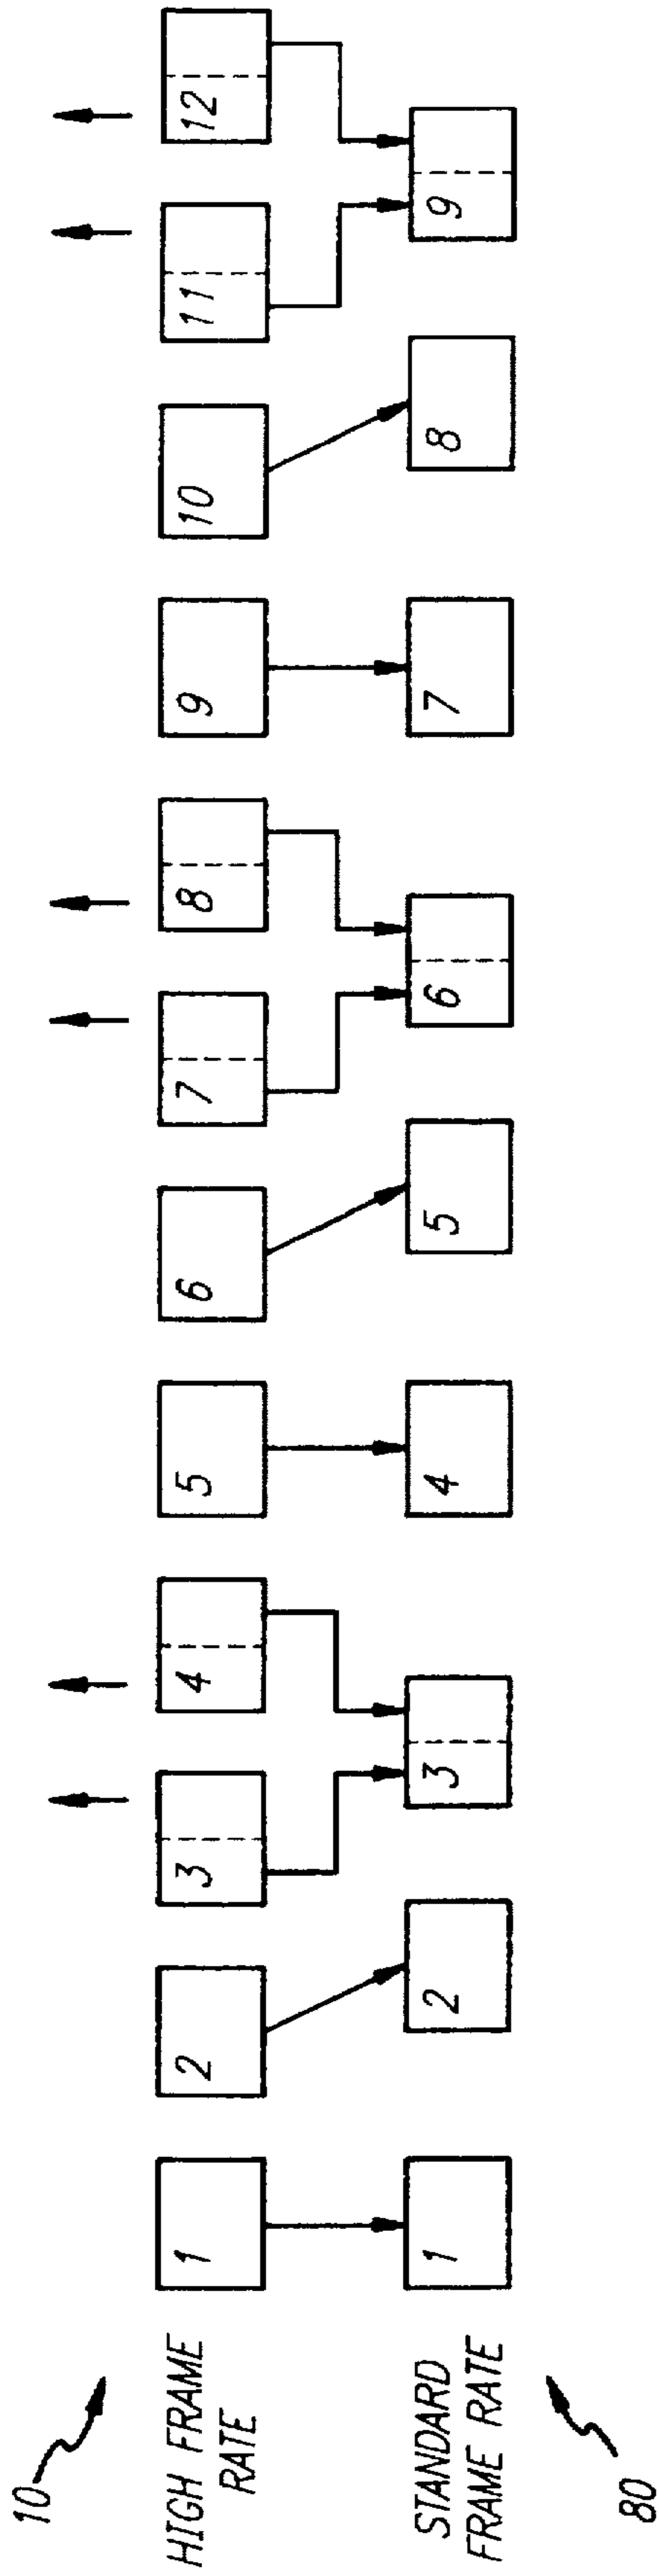 10
HIGH FRAME
RATE
1 2 3 4 5 6 7 8 9 10 11 12
STANDARD
FRAME RATE
1 2 3 4 5 6 7 8 9
80